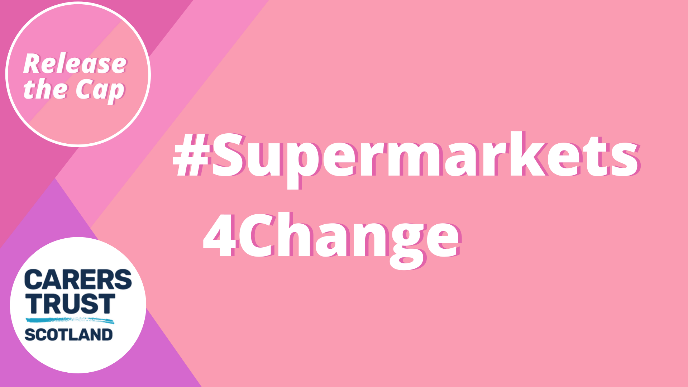 Release
the Cap
#Supermarkets
4Change
CARERS
TRUST
SCOTLAND